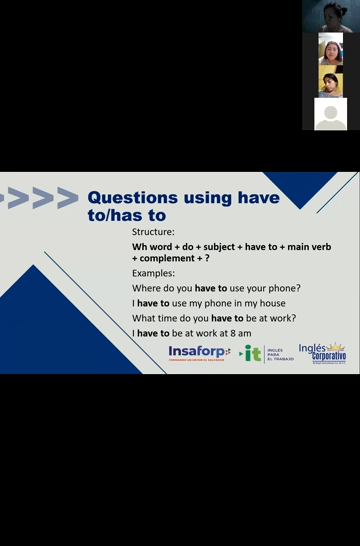 Questions using have
to/has to
Structure:
Wh word + do + subject + have to + main verb
+ complement + ?
Examples:
Where do you have to use your phone?
I have to use my phone in my house
What time do you have to be at work?
I have to be at work at 8 am
Insaforp
it INGLÉS PARA EL TRABAJO
Inglés Corporativo